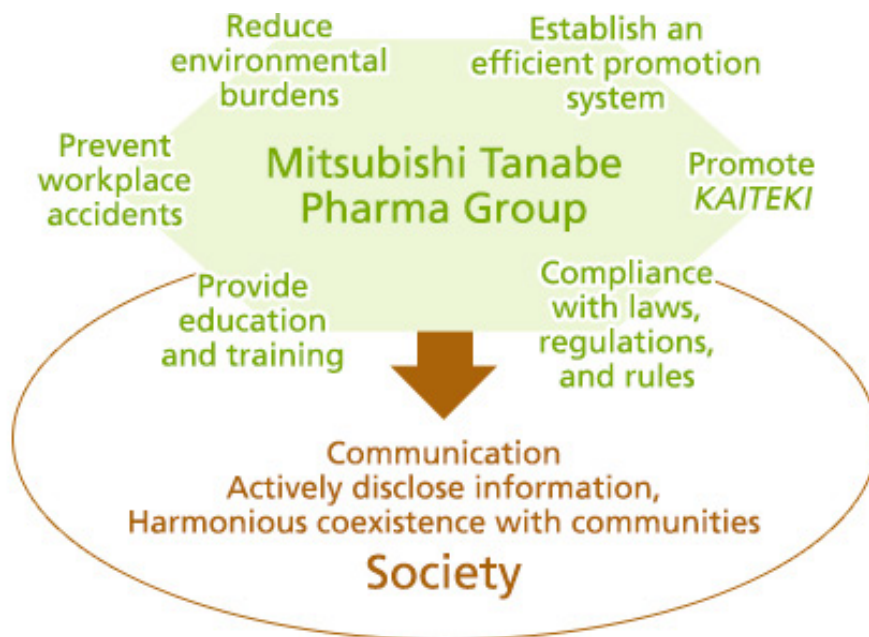 Reduce
environmental
burdens
Establish an
efficient promotion
system
Prevent
workplace
accidents
Mitsubishi Tanabe
Pharma Group
Promote
KAITEKI
Provide
education
and training
Compliance
with laws,
regulations,
and rules
Communication
Actively disclose information,
Harmonious coexistence with communities
Society